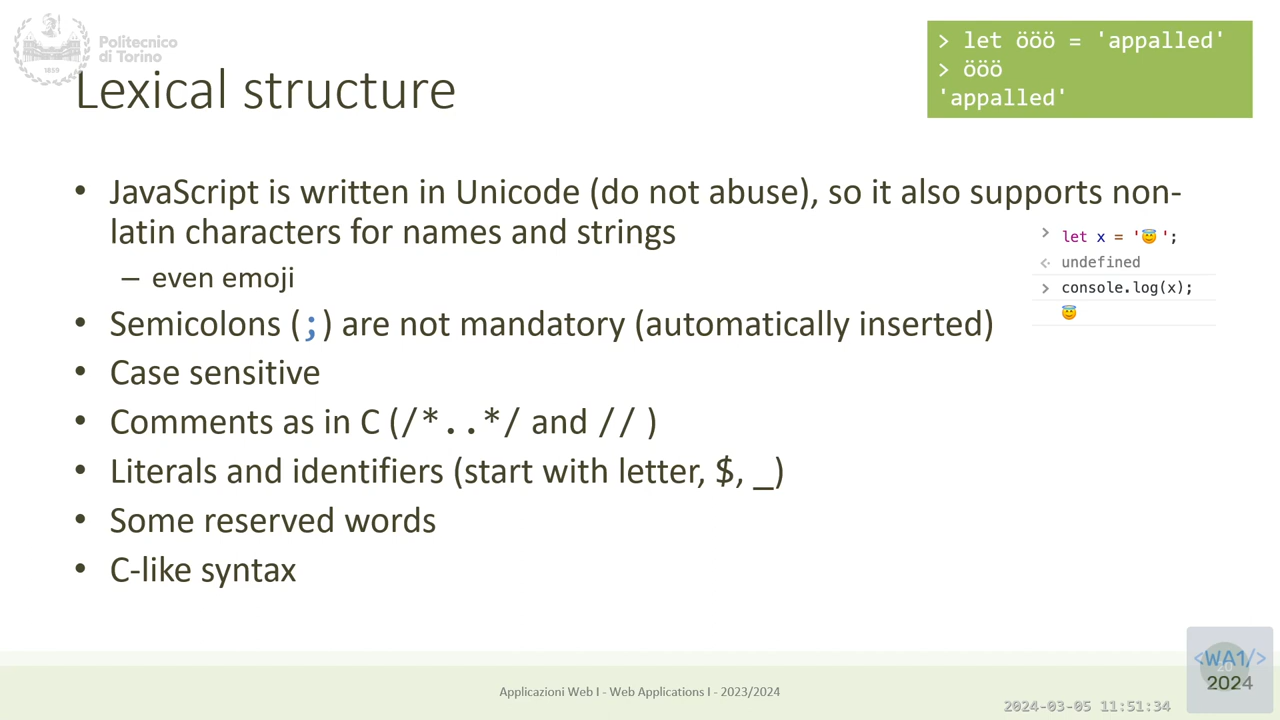 Politecnico
di Torino
1859
Lexical structure
> let ööö = 'appalled'
> ööö
'appalled'
• JavaScript is written in Unicode (do not abuse), so it also supports non-
latin characters for names and strings
– even emoji
> let x = '😇';
undefined
> console.log(x);
😇
• Semicolons (;) are not mandatory (automatically inserted)
• Case sensitive
• Comments as in C (/*..*/ and // )
• Literals and identifiers (start with letter, $, _)
• Some reserved words
• C-like syntax
Applicazioni Web I - Web Applications I - 2023/2024
<WA1/>
2024
2024-03-05 11:51:34